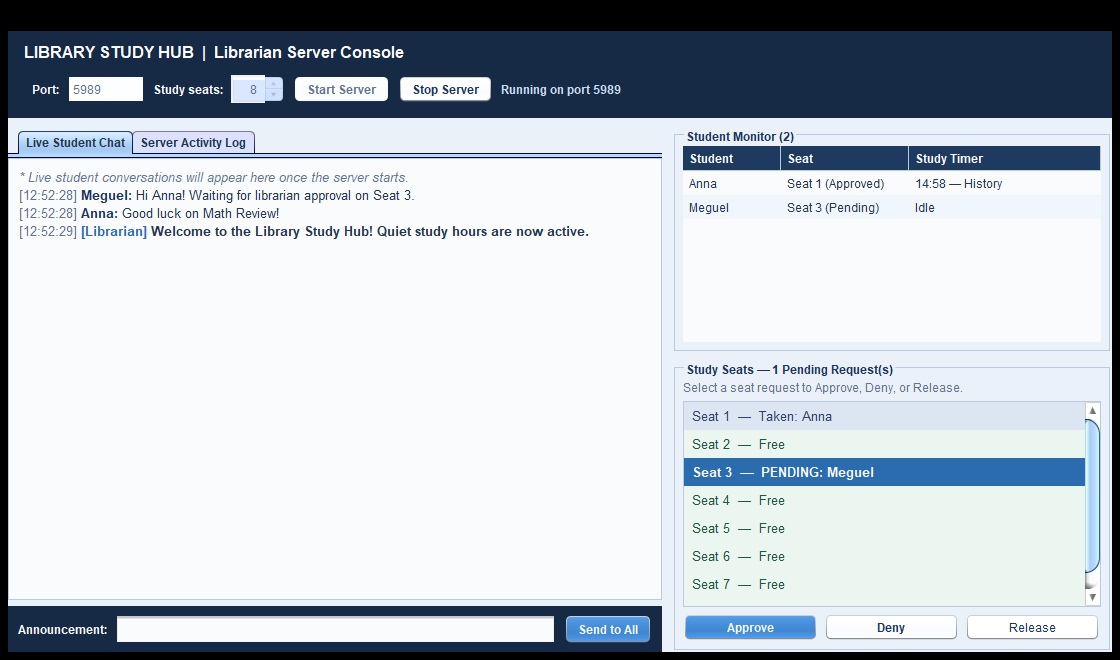 LIBRARY STUDY HUB | Librarian Server Console
Port: 5989 Study seats: 8 Start Server Stop Server Running on port 5989
Live Student Chat Server Activity Log
* Live student conversations will appear here once the server starts.
[12:52:28] Meguel: Hi Anna! Waiting for librarian approval on Seat 3.
[12:52:28] Anna: Good luck on Math Review!
[12:52:29] [Librarian] Welcome to the Library Study Hub! Quiet study hours are now active.
Announcement: Send to All
Student Monitor (2)
Student Seat Study Timer
Anna Seat 1 (Approved) 14:58 — History
Meguel Seat 3 (Pending) Idle
Study Seats — 1 Pending Request(s)
Select a seat request to Approve, Deny, or Release.
Seat 1 — Taken: Anna
Seat 2 — Free
Seat 3 — PENDING: Meguel
Seat 4 — Free
Seat 5 — Free
Seat 6 — Free
Seat 7 — Free
Approve Deny Release